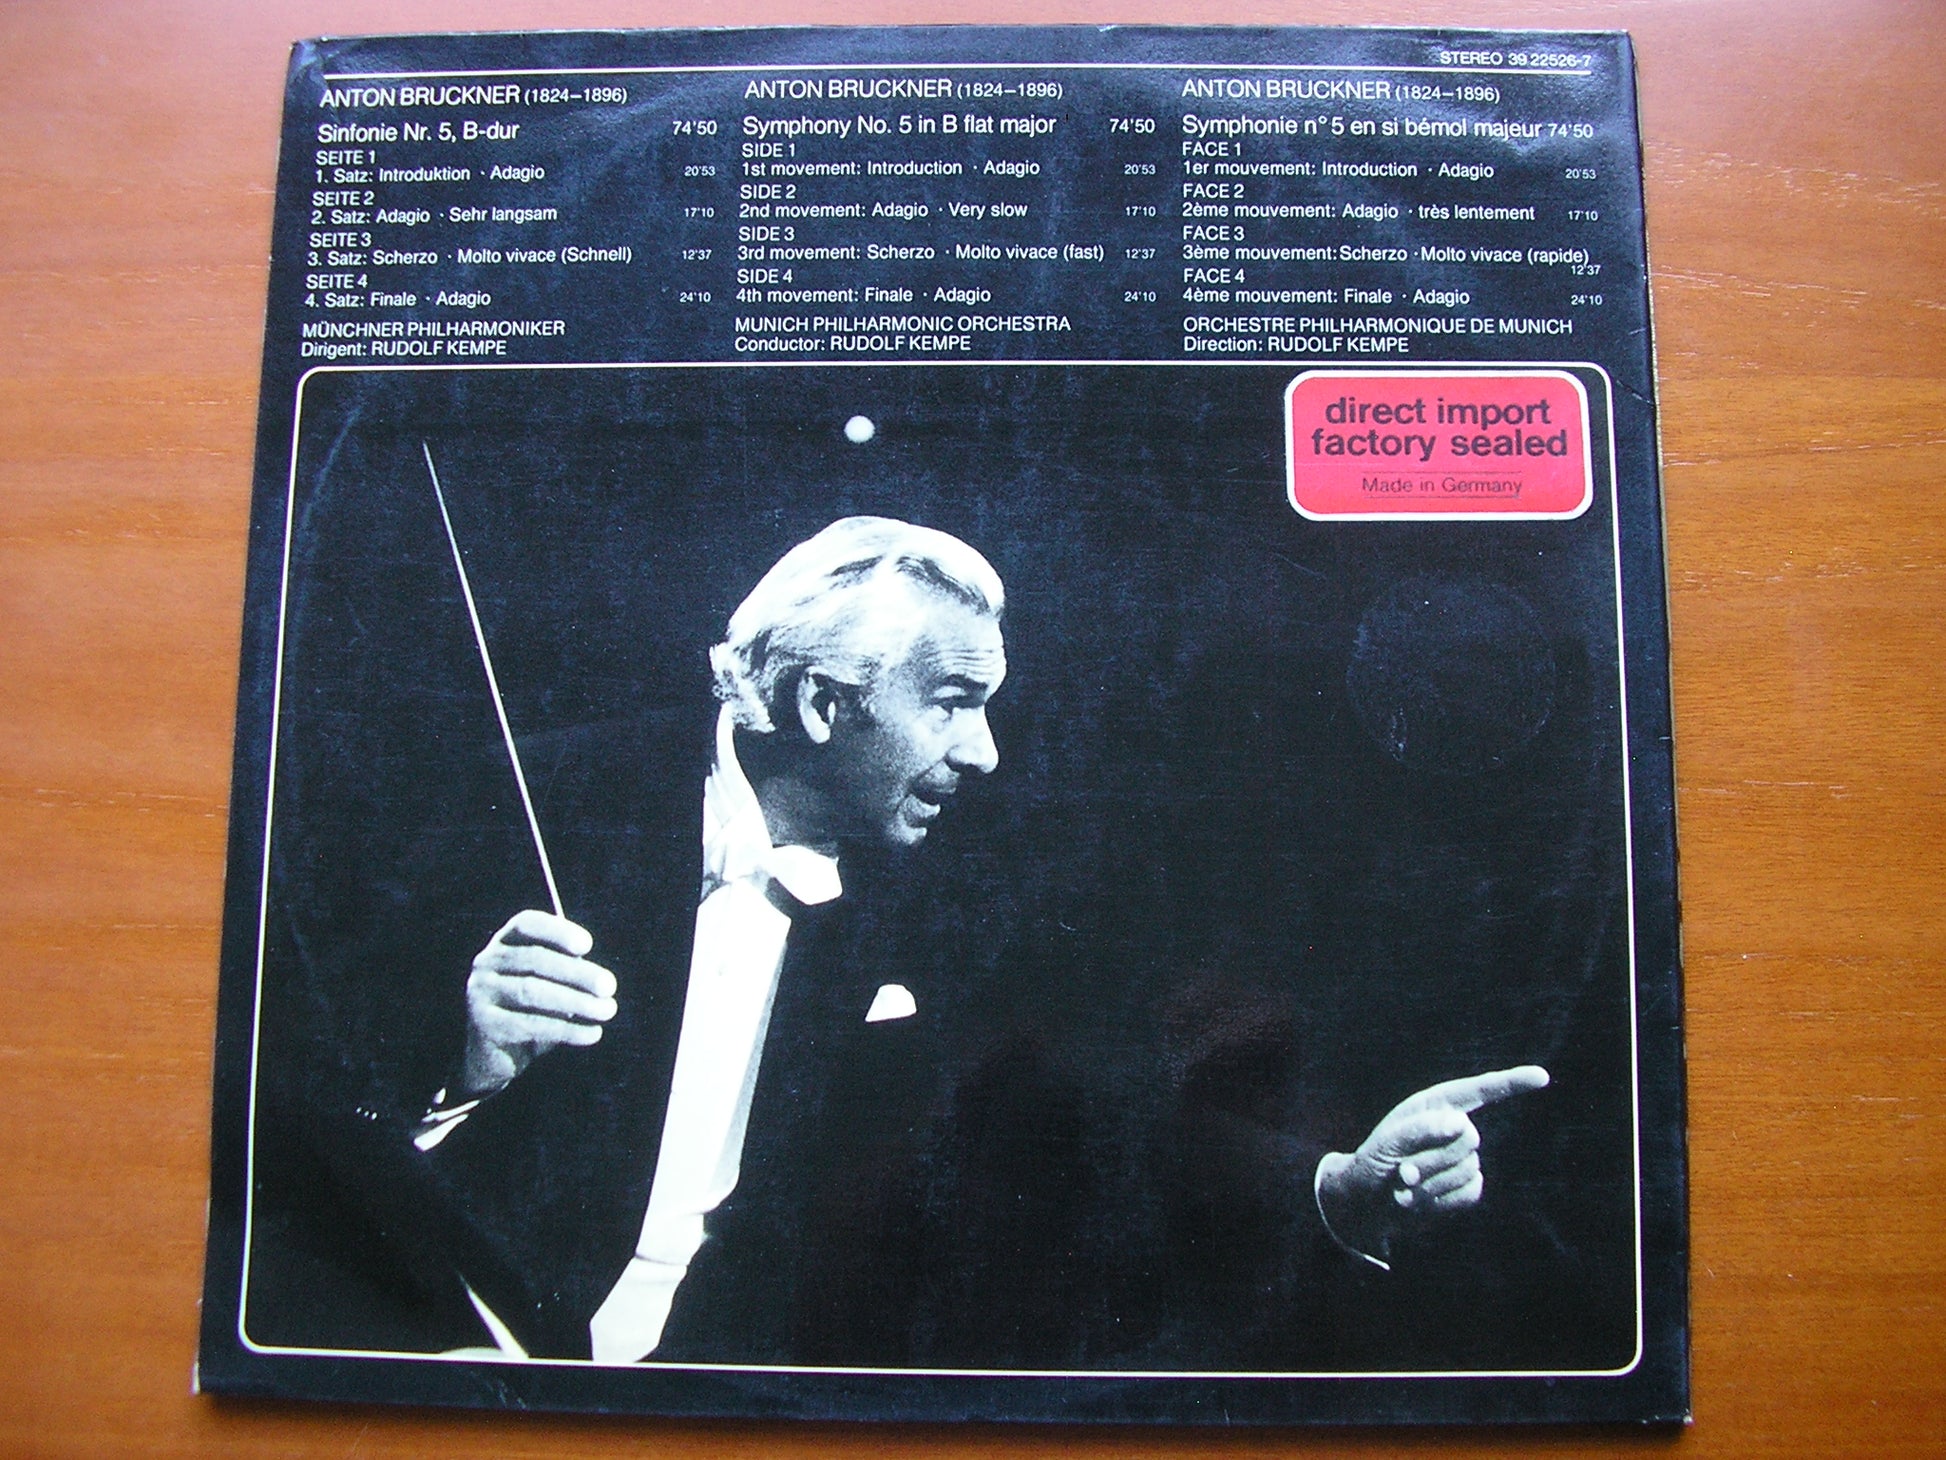 STEREO 39 22526-7
ANTON BRUCKNER (1824–1896)
Sinfonie Nr. 5, B-dur 74'50
SEITE 1
1. Satz: Introduktion · Adagio 20'53
SEITE 2
2. Satz: Adagio · Sehr langsam 17'10
SEITE 3
3. Satz: Scherzo · Molto vivace (Schnell) 12'37
SEITE 4
4. Satz: Finale · Adagio 24'10
MÜNCHNER PHILHARMONIKER
Dirigent: RUDOLF KEMPE
ANTON BRUCKNER (1824–1896)
Symphony No. 5 in B flat major 74'50
SIDE 1
1st movement: Introduction · Adagio 20'53
SIDE 2
2nd movement: Adagio · Very slow 17'10
SIDE 3
3rd movement: Scherzo · Molto vivace (fast) 12'37
SIDE 4
4th movement: Finale · Adagio 24'10
MUNICH PHILHARMONIC ORCHESTRA
Conductor: RUDOLF KEMPE
ANTON BRUCKNER (1824–1896)
Symphonie n° 5 en si bémol majeur 74'50
FACE 1
1er mouvement: Introduction · Adagio 20'53
FACE 2
2ème mouvement: Adagio · très lentement 17'10
FACE 3
3ème mouvement: Scherzo · Molto vivace (rapide)
12'37
FACE 4
4ème mouvement: Finale · Adagio 24'10
ORCHESTRE PHILHARMONIQUE DE MUNICH
Direction: RUDOLF KEMPE
direct import
factory sealed
Made in Germany